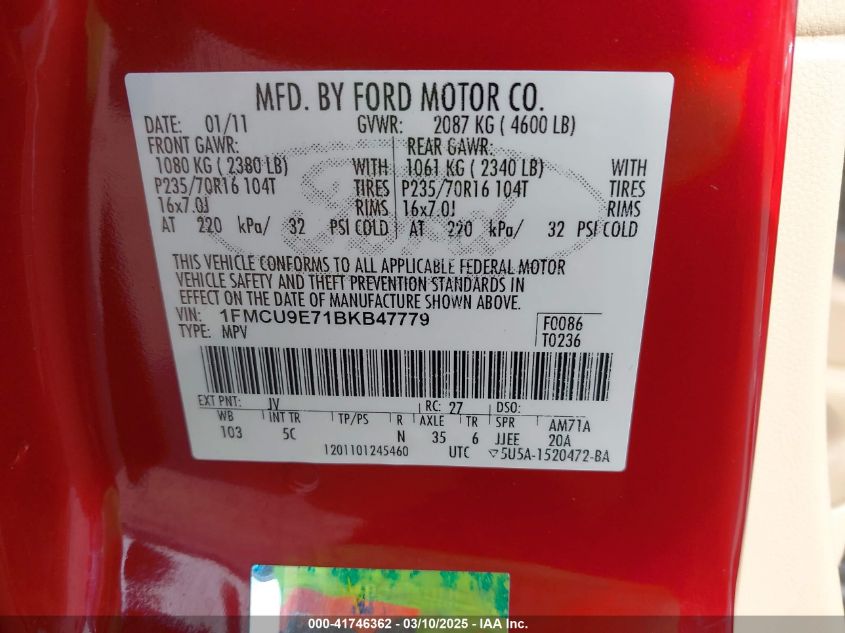 MFD. BY FORD MOTOR CO.
DATE: 01/11 GVWR: 2087 KG ( 4600 LB)
FRONT GAWR: REAR GAWR:
1080 KG ( 2380 LB) WITH 1061 KG ( 2340 LB) WITH
P235/70R16 104T TIRES P235/70R16 104T TIRES
16x7.0J RIMS 16x7.0J RIMS
AT 220 kPa/ 32 PSI COLD AT 220 kPa/ 32 PSI COLD
Ford
THIS VEHICLE CONFORMS TO ALL APPLICABLE FEDERAL MOTOR
VEHICLE SAFETY AND THEFT PREVENTION STANDARDS IN
EFFECT ON THE DATE OF MANUFACTURE SHOWN ABOVE.
VIN: 1FMCU9E71BKB47779
TYPE: MPV
F0086
T0236
EXT PNT: JV RC: 27 DSO:
WB INT TR TP/PS R AXLE TR SPR AM71A
103 5C N 35 6 JJEE 20A
1201101245460 UTC ▽5U5A-1520472-BA
000-41746362 - 03/10/2025 - IAA Inc.